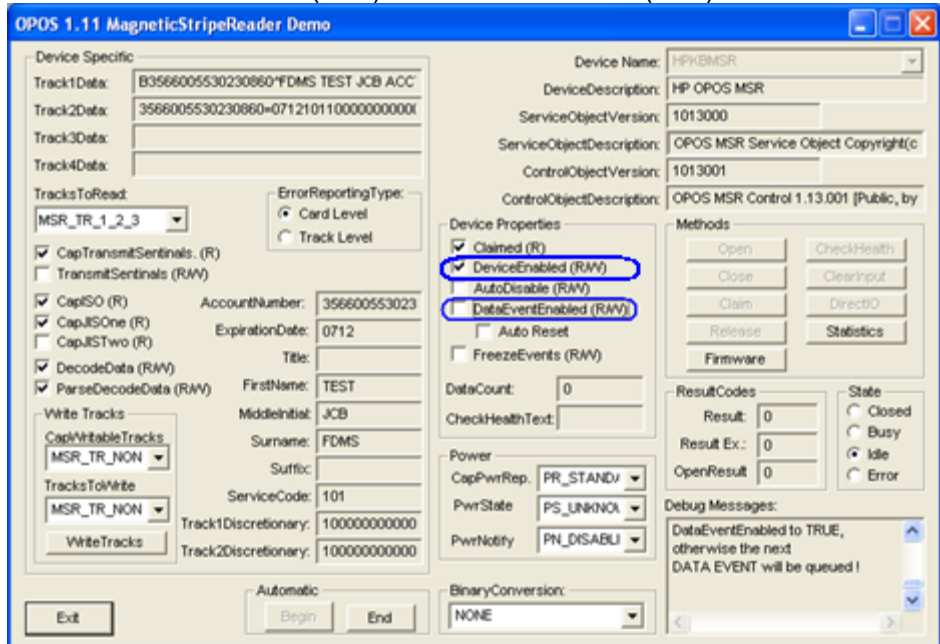 OPOS 1.11 MagneticStripeReader Demo
Device Specific
Track1Data: B3566005530230860^FDMS TEST JCB ACC
Track2Data: 3566005530230860=071210110000000000
Track3Data:
Track4Data:
TracksToRead:
MSR_TR_1_2_3
ErrorReportingType:
Card Level
Track Level
CapTransmitSentinals. (R)
TransmitSentinals (R/W)
CapISO (R)
CapJISOne (R)
CapJISTwo (R)
DecodeData (R/W)
ParseDecodeData (R/W)
Write Tracks
CapWritableTracks
MSR_TR_NON
TracksToWrite
MSR_TR_NON
WriteTracks
AccountNumber: 356600553023
ExpirationDate: 0712
Title:
FirstName: TEST
MiddleInitial: JCB
Surname: FDMS
Suffix:
ServiceCode: 101
Track1Discretionary: 100000000000
Track2Discretionary: 100000000000
Exit
Automatic
Begin
End
Device Name: HPKBMSR
DeviceDescription: HP OPOS MSR
ServiceObjectVersion: 1013000
ServiceObjectDescription: OPOS MSR Service Object Copyright(c
ControlObjectVersion: 1013001
ControlObjectDescription: OPOS MSR Control 1.13.001 [Public, by
Device Properties
Claimed (R)
DeviceEnabled (R/W)
AutoDisable (R/W)
DataEventEnabled (R/W)
Auto Reset
FreezeEvents (R/W)
DataCount: 0
CheckHealthText:
Power
CapPwrRep. PR_STAND
PwrState PS_UNKNO
PwrNotify PN_DISABLI
BinaryConversion:
NONE
Methods
Open CheckHealth
Close ClearInput
Claim DirectIO
Release Statistics
Firmware
ResultCodes
Result: 0
Result Ex.: 0
OpenResult 0
State
Closed
Busy
Idle
Error
Debug Messages:
DataEventEnabled to TRUE,
otherwise the next
DATA EVENT will be queued !